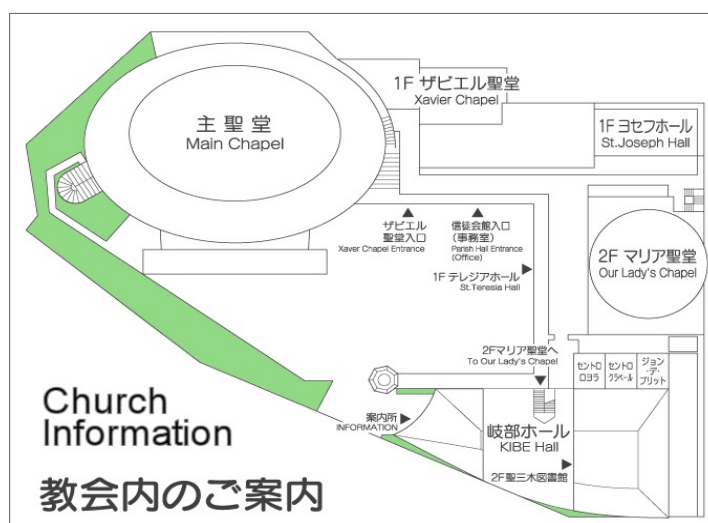 1F ザビエル聖堂
Xavier Chapel
主 聖 堂
Main Chapel
1F ヨセフホール
St.Joseph Hall
ザビエル
聖堂入口
Xaver Chapel Entrance
信徒会館入口
(事務室)
Parish Hall Entrance
(Office)
2F マリア聖堂
Our Lady's Chapel
1F テレジアホール
St.Teresia Hall
2Fマリア聖堂へ
To Our Lady's Chapel
セントロ
ロヨラ
セントロ
クラベール
ジョン
・デ・
ブリット
案内所
INFORMATION
岐部ホール
KIBE Hall
2F聖三木図書館
Church
Information
教会内のご案内